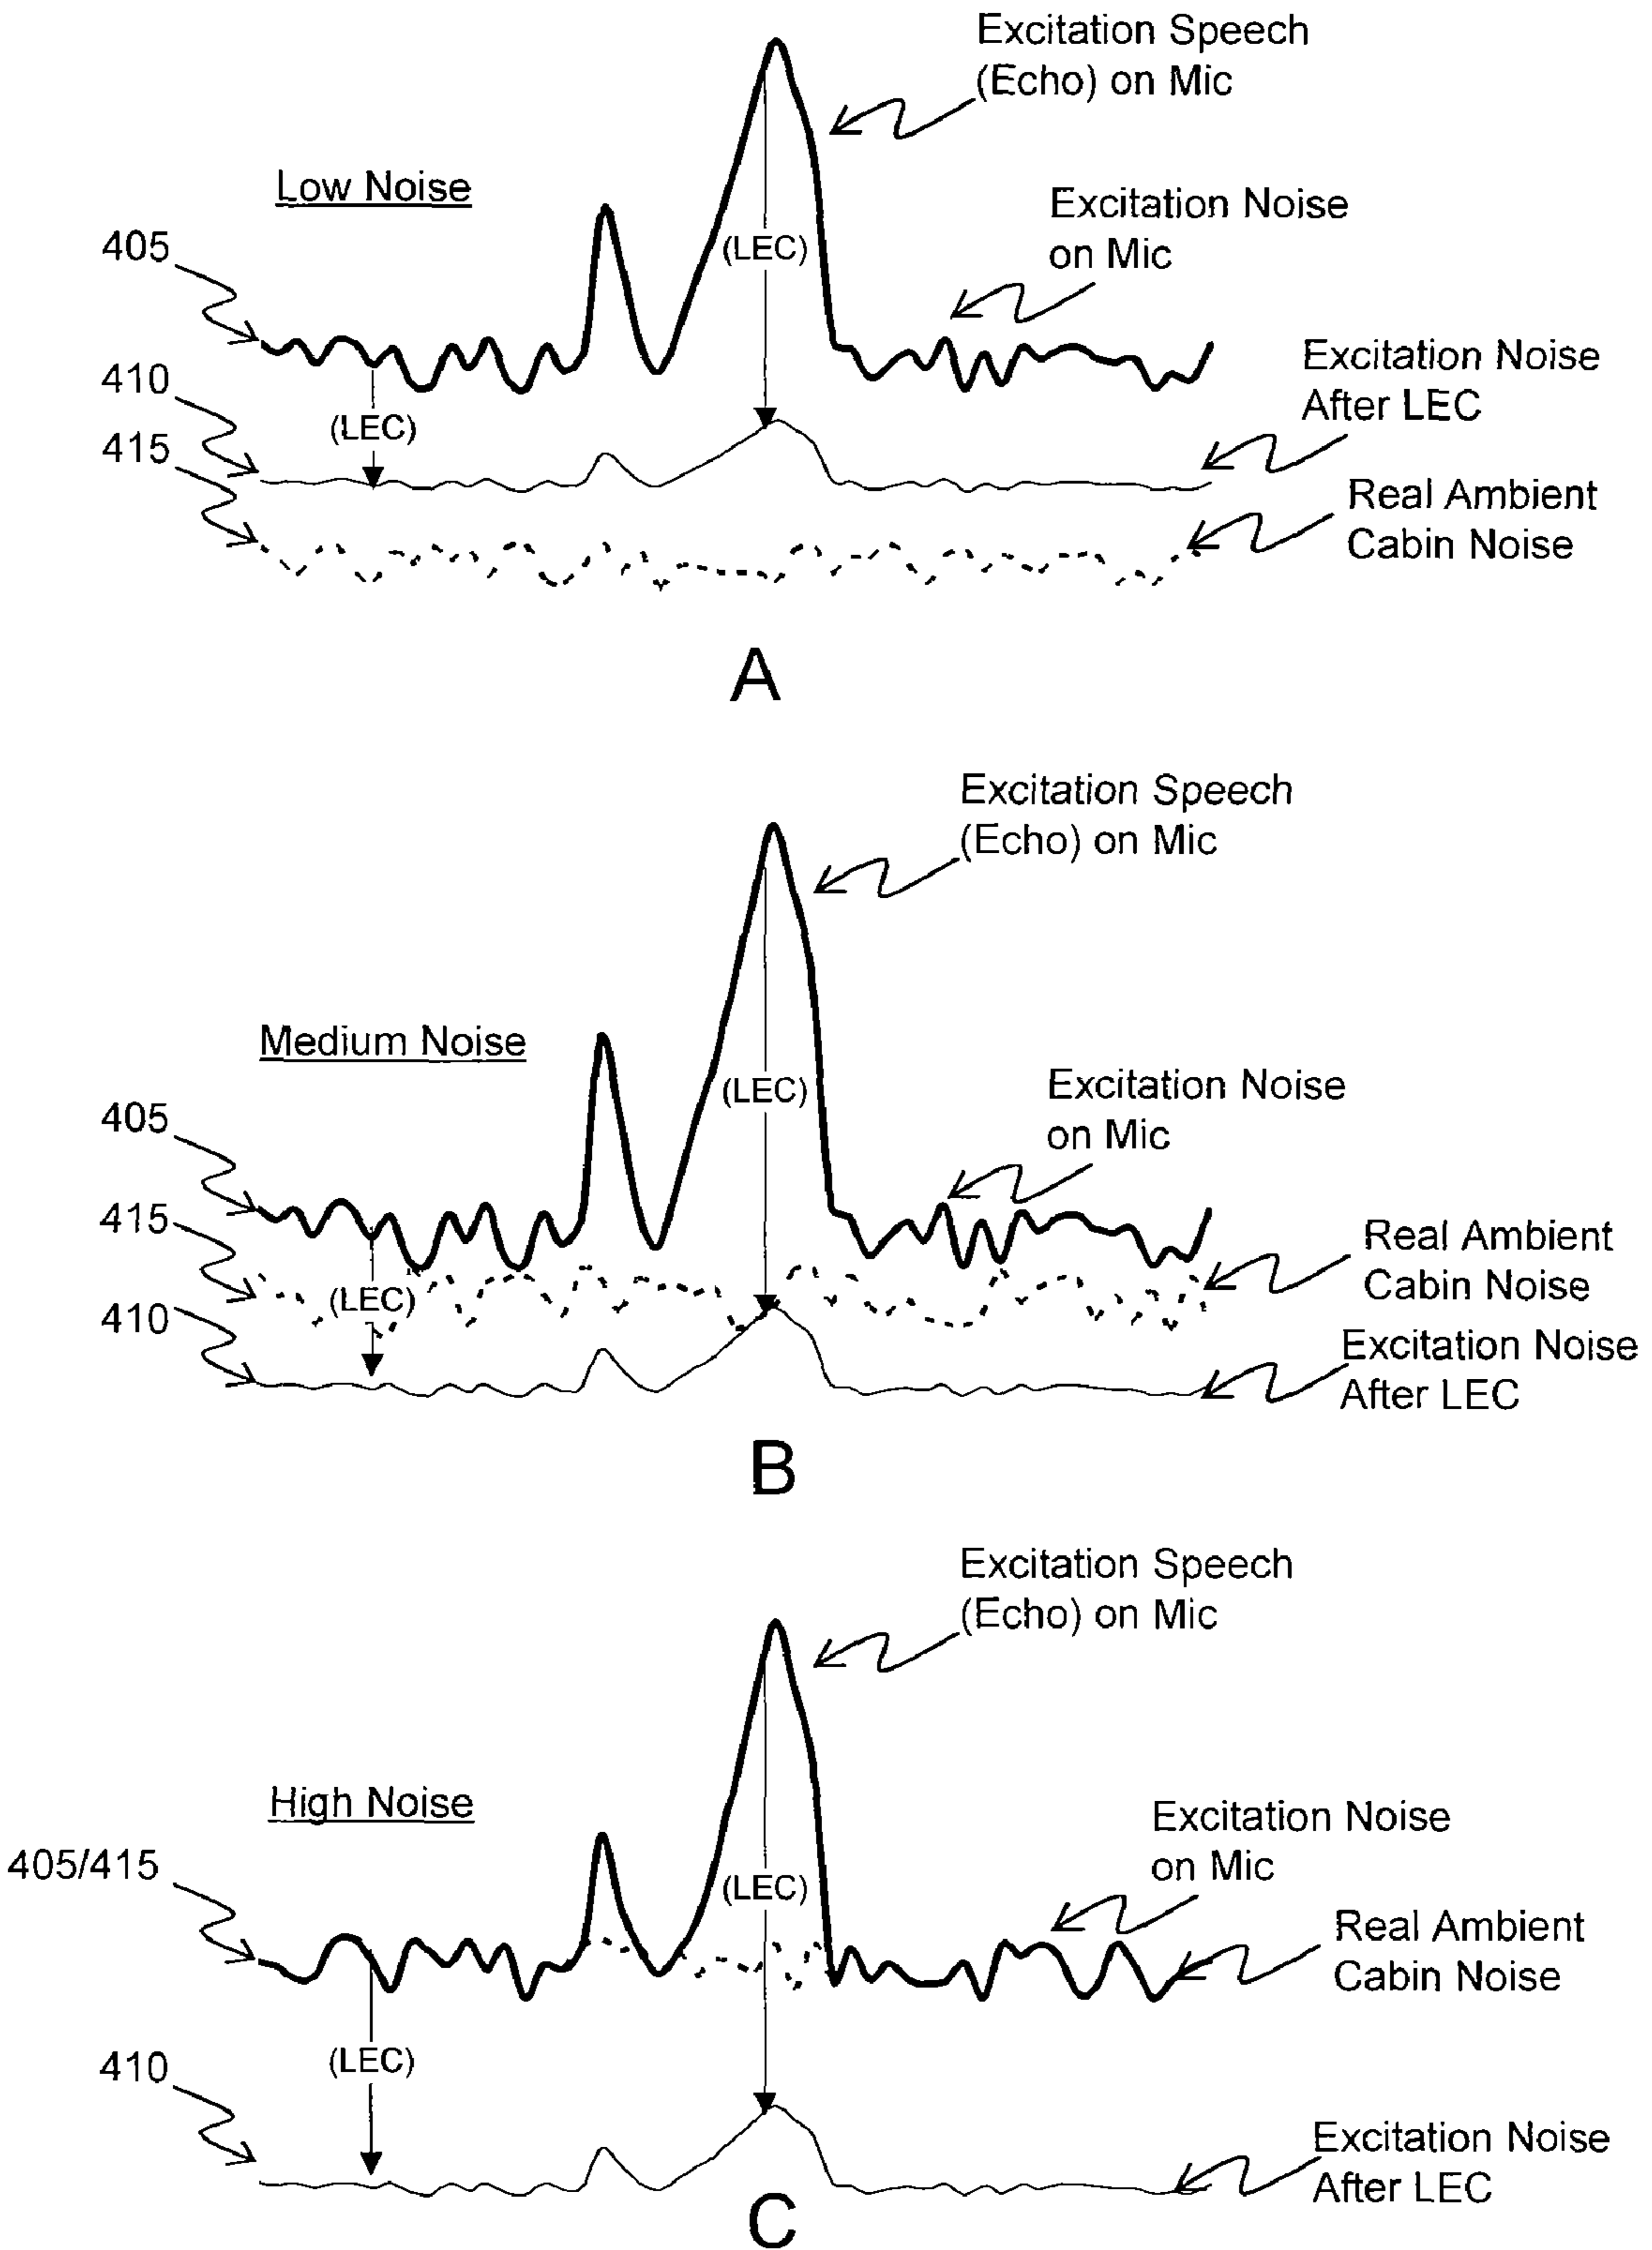 Excitation Speech
(Echo) on Mic
Low Noise
Excitation Noise
on Mic
405
(LEC)
Excitation Noise
After LEC
410
(LEC)
415
Real Ambient
Cabin Noise
A
Excitation Speech
(Echo) on Mic
Medium Noise
Excitation Noise
on Mic
(LEC)
405
415
Real Ambient
Cabin Noise
(LEC)
410
Excitation Noise
After LEC
B
Excitation Speech
(Echo) on Mic
High Noise
Excitation Noise
on Mic
405/415
(LEC)
Real Ambient
Cabin Noise
410
(LEC)
Excitation Noise
After LEC
C